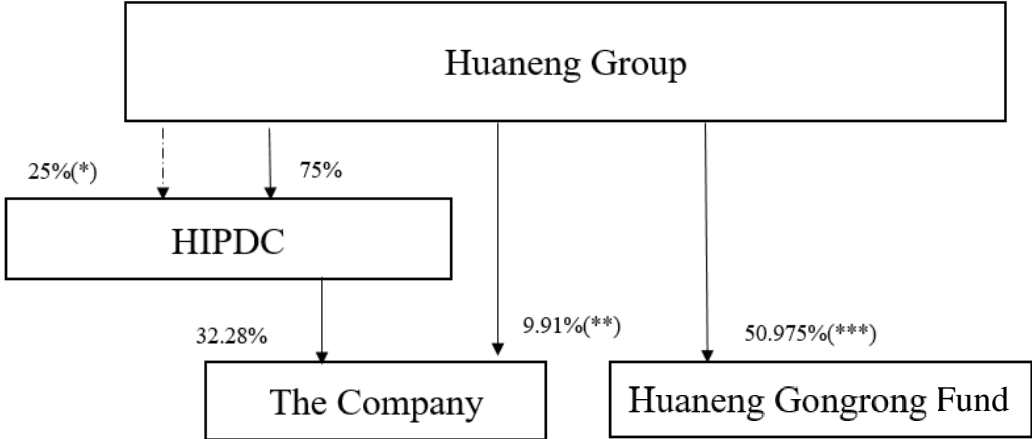 Huaneng Group
25%(*)
75%
HIPDC
32.28%
9.91%(**)
50.975%(***)
The Company
Huaneng Gongrong Fund